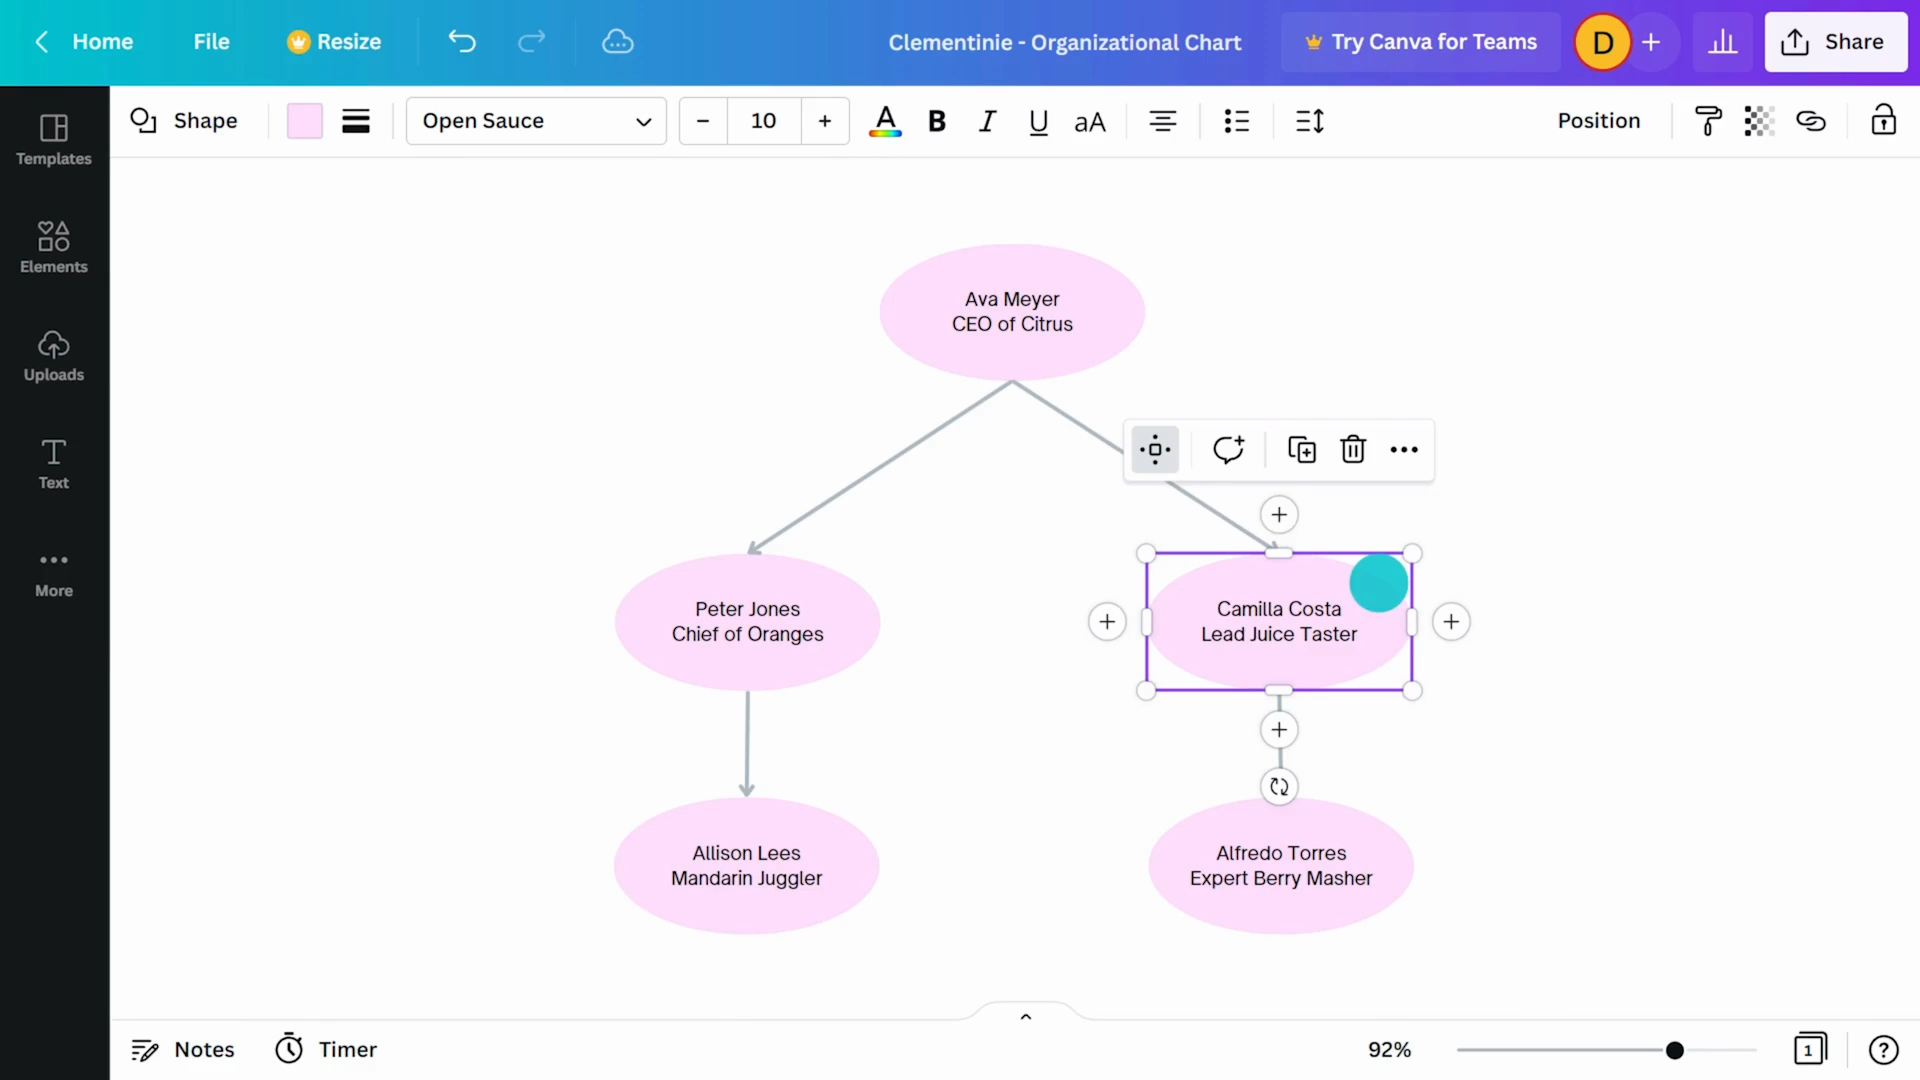 Home
File
Resize
Clementinie - Organizational Chart
Try Canva for Teams
D
Share
Shape
Open Sauce
10
A
B
I
U
aA
Position
Templates
Elements
Uploads
Text
More
Ava Meyer
CEO of Citrus
Peter Jones
Chief of Oranges
Camilla Costa
Lead Juice Taster
Allison Lees
Mandarin Juggler
Alfredo Torres
Expert Berry Masher
Notes
Timer
92%
1
?